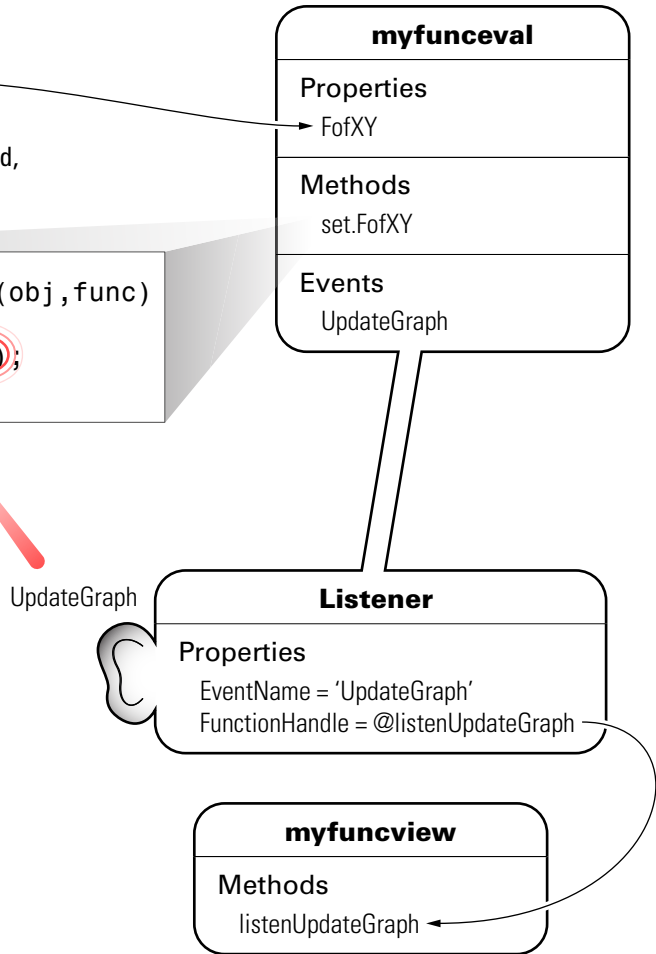 myfunceval
Properties
FofXY
d,
Methods
set.FofXY
(obj,func)
);
Events
UpdateGraph
UpdateGraph
Listener
Properties
EventName = ‘UpdateGraph’
FunctionHandle = @listenUpdateGraph
myfuncview
Methods
listenUpdateGraph